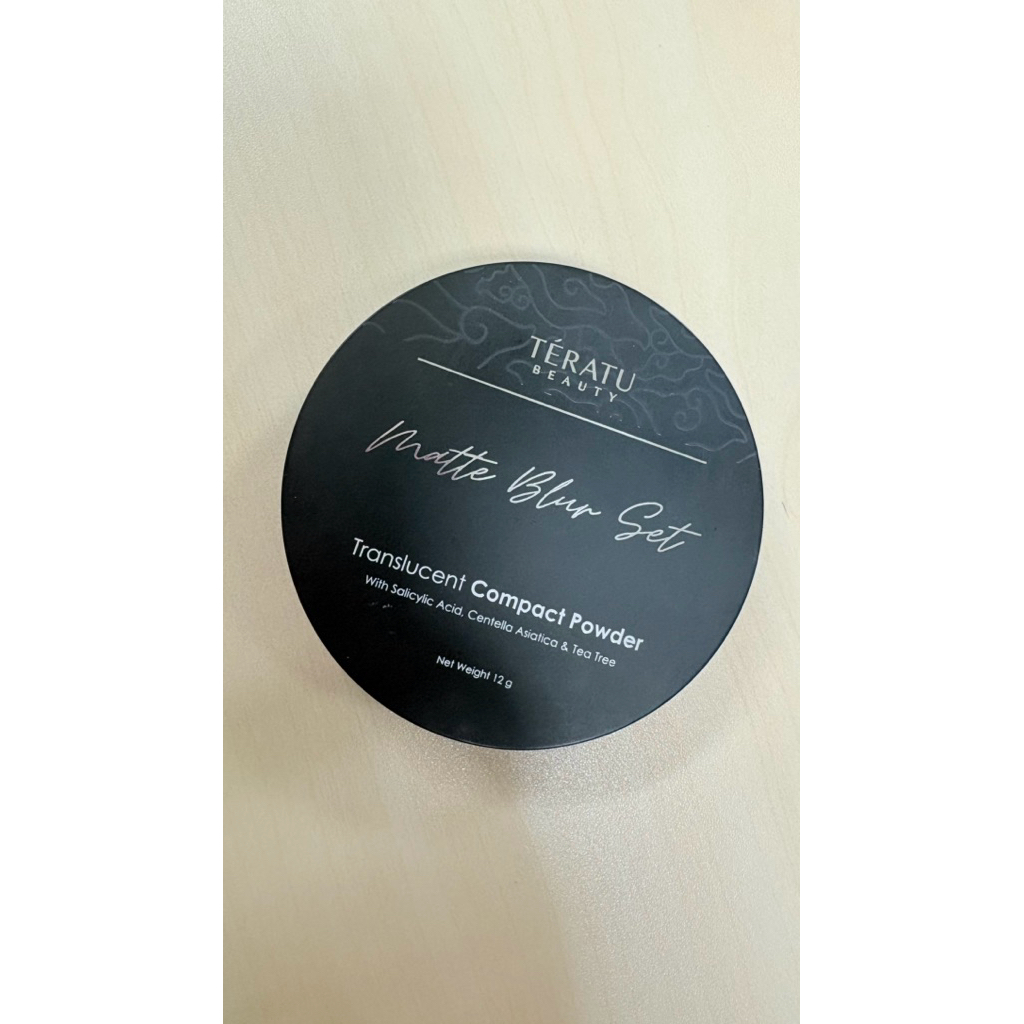 TÉRATU
BEAUTY
Matte Blur Set
Translucent Compact Powder
With Salicylic Acid, Centella Asiatica & Tea Tree
Net Weight 12 g